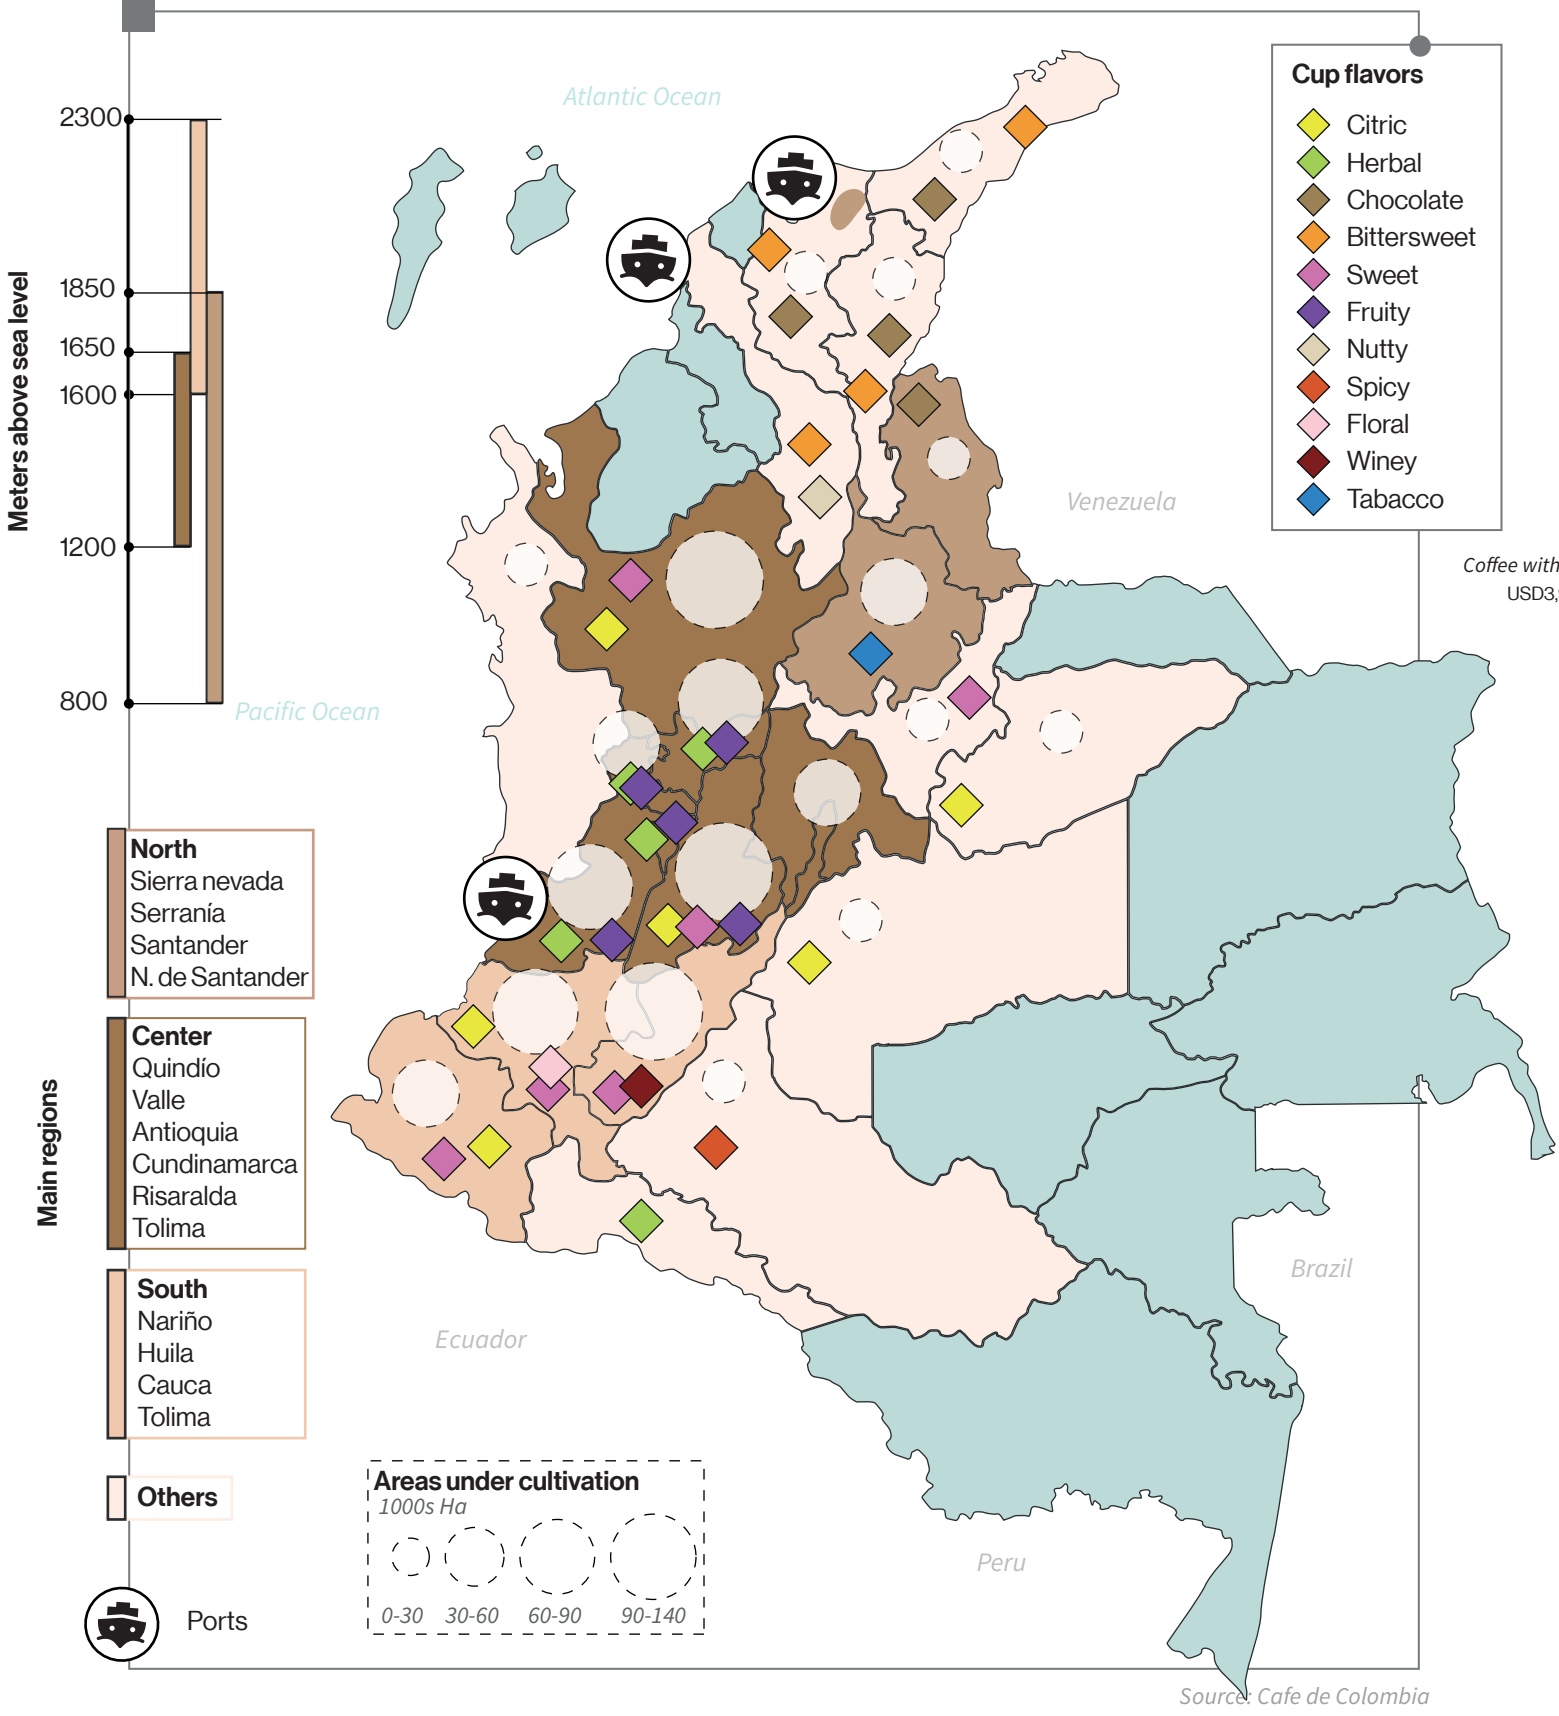 Atlantic Ocean
Cup flavors
Citric
Herbal
Chocolate
Bittersweet
Sweet
Fruity
Nutty
Spicy
Floral
Winey
Tabacco
Meters above sea level
2300
1850
1650
1600
1200
800
Pacific Ocean
Venezuela
Coffee with
USD3,
North
Sierra nevada
Serranía
Santander
N. de Santander
Main regions
Center
Quindío
Valle
Antioquia
Cundinamarca
Risaralda
Tolima
South
Nariño
Huila
Cauca
Tolima
Others
Ports
Ecuador
Brazil
Peru
Areas under cultivation
1000s Ha
0-30 30-60 60-90 90-140
Source: Cafe de Colombia